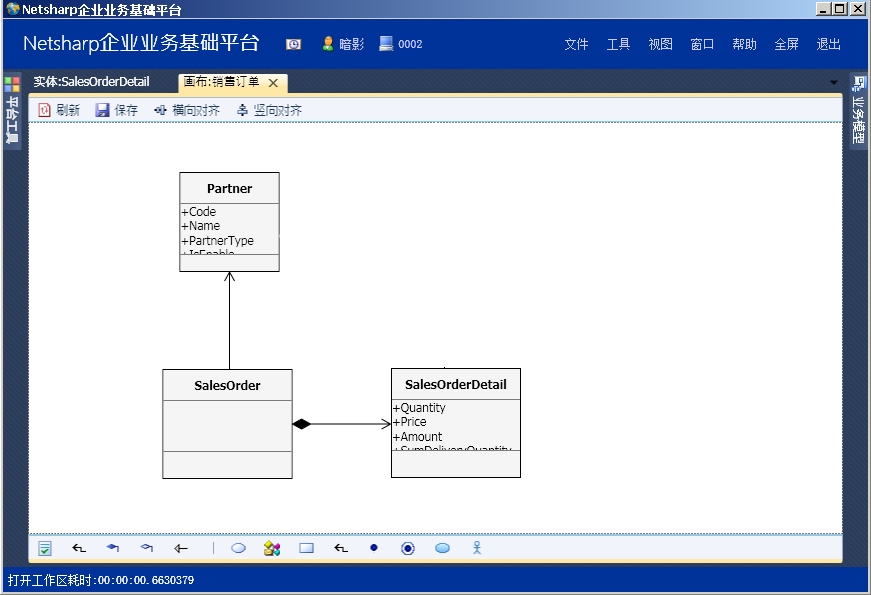 Netsharp企业业务基础平台
Netsharp企业业务基础平台 暗影 0002 文件 工具 视图 窗口 帮助 全屏 退出
实体:SalesOrderDetail 画布:销售订单
刷新 保存 横向对齐 竖向对齐
平台工具
业务模型
Partner
+Code
+Name
+PartnerType
+IsEnable
SalesOrder
SalesOrderDetail
+Quantity
+Price
+Amount
+SumDeliveryQuantity
打开工作区耗时:00:00:00.6630379